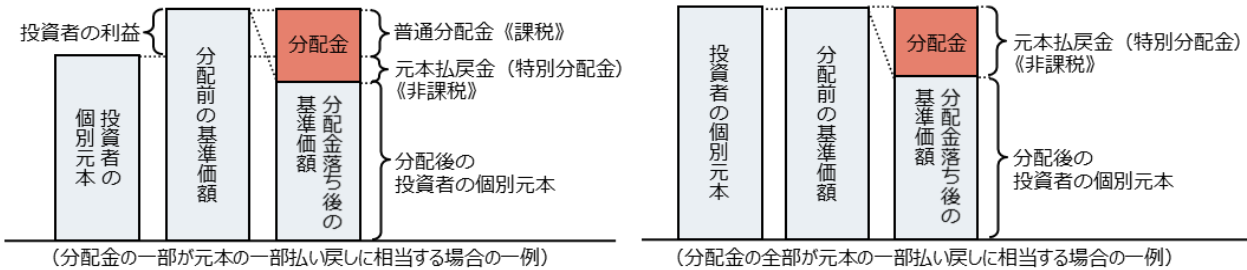 投資者の利益
投資者の
個別元本
分配前の基準価額
分配金
分配金落ち後の
基準価額
普通分配金《課税》
元本払戻金（特別分配金）
《非課税》
分配後の
投資者の個別元本
（分配金の一部が元本の一部払い戻しに相当する場合の一例）
投資者の個別元本
分配前の基準価額
分配金
分配金落ち後の
基準価額
元本払戻金（特別分配金）
《非課税》
分配後の
投資者の個別元本
（分配金の全部が元本の一部払い戻しに相当する場合の一例）